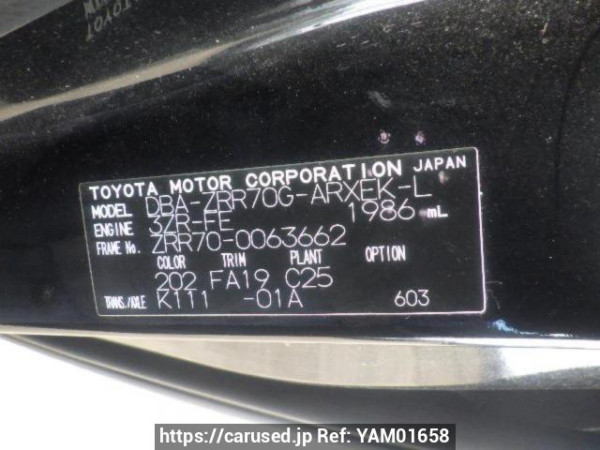 TOYOTA
TOYOTA MOTOR CORPORATION JAPAN
MODEL DBA-ZRR70G-ARXEK-L
ENGINE 3ZR-FE 1986 mL
FRAME No. ZRR70-0063662
COLOR TRIM PLANT OPTION
202 FA19 C25
TRANS./AXLE K111 -01A 603
https://carused.jp Ref: YAM01658